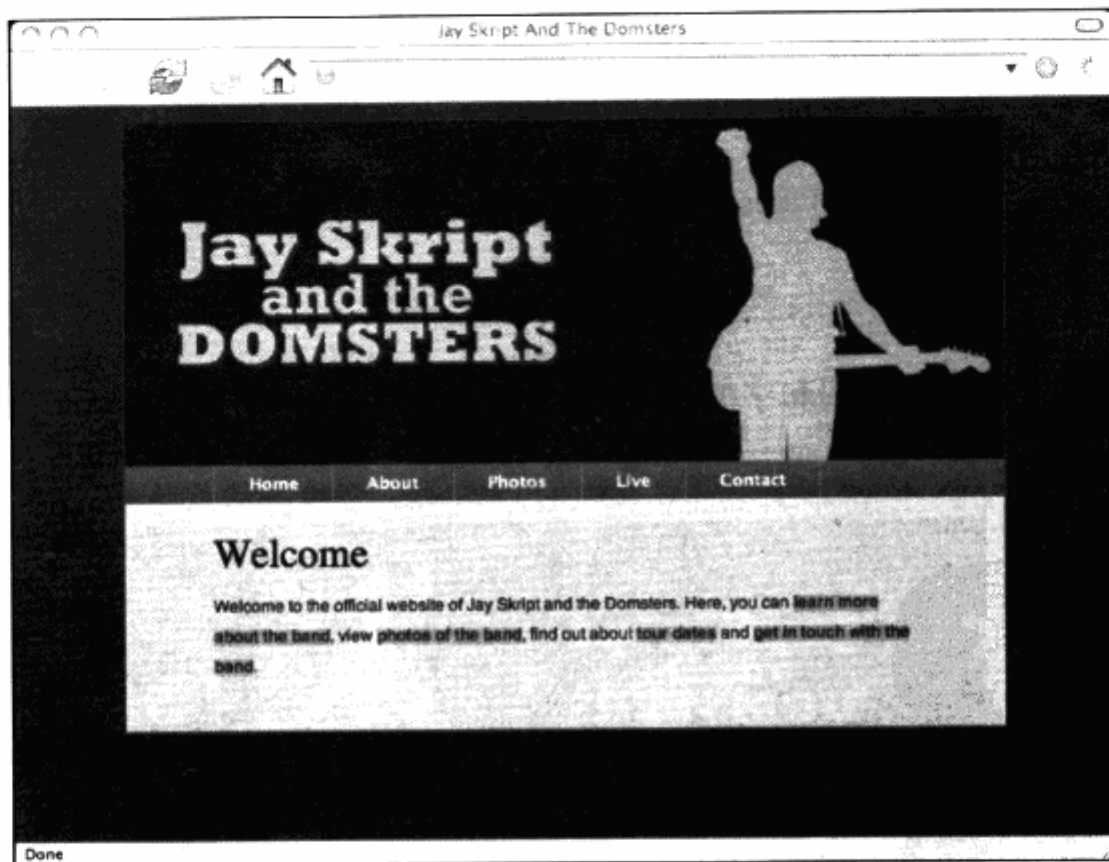 Jay Skript And The Domsters
Jay Skript
and the
DOMSTERS
Home About Photos Live Contact
Welcome
Welcome to the official website of Jay Skript and the Domsters. Here, you can learn more
about the band, view photos of the band, find out about tour dates and get in touch with the
band.
Done